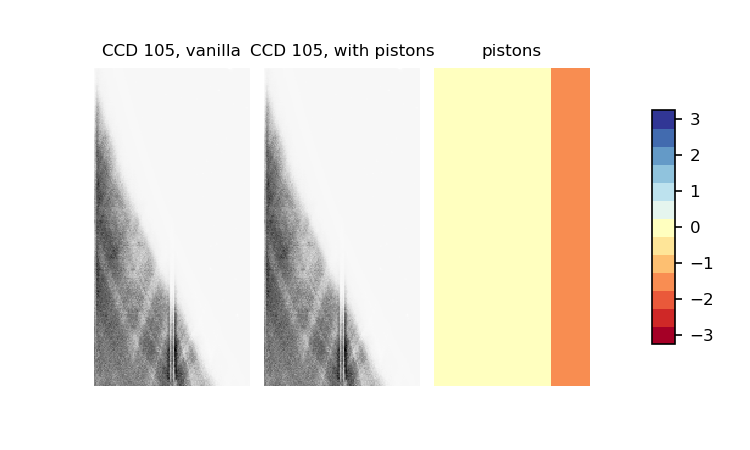 CCD 105, vanilla
CCD 105, with pistons
pistons
3
2
1
0
−1
−2
−3